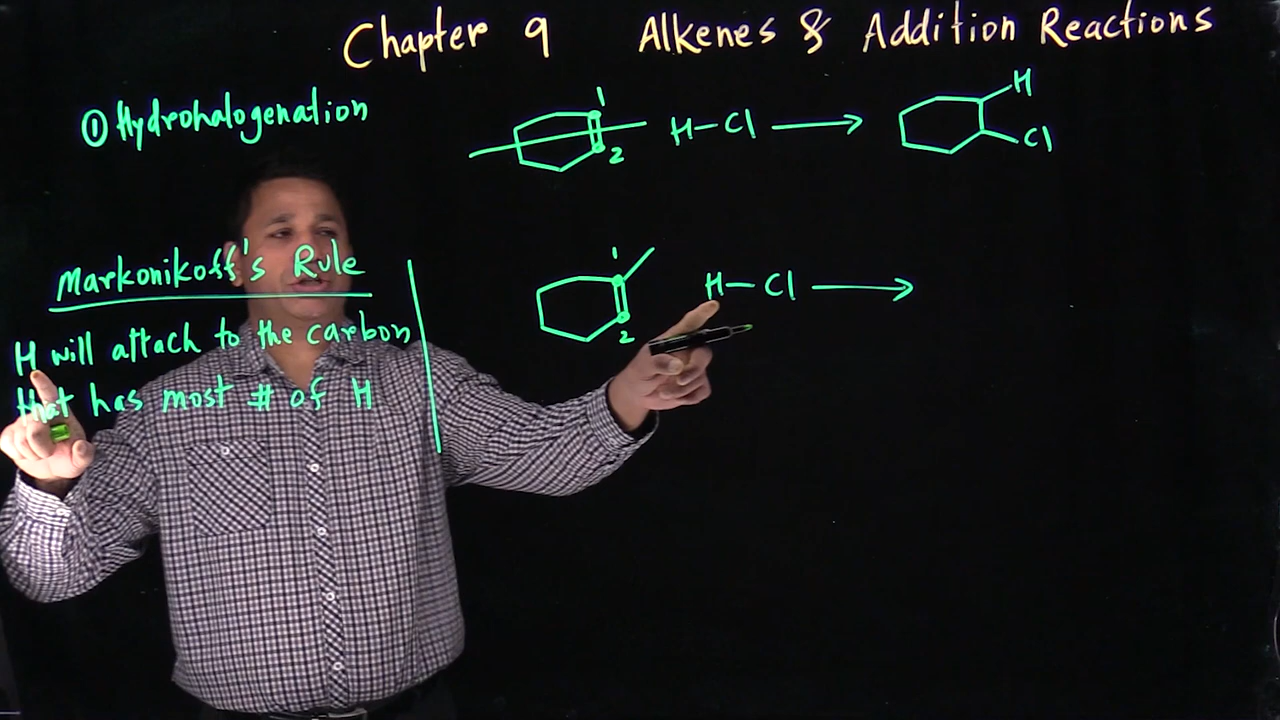 Chapter 9 Alkenes & Addition Reactions
① Hydrohalogenation
1
2
H-Cl →
H
Cl
Markonikoff's Rule
H will attach to the carbon
that has most # of H
1
2
H-Cl →